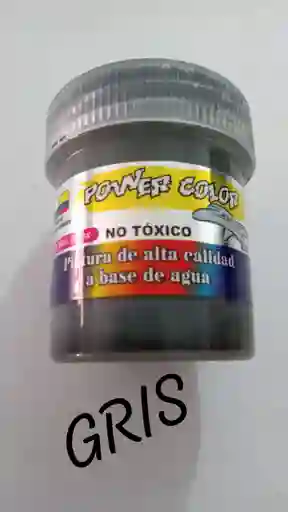 POWER COLOR
NO TÓXICO
Pintura de alta calidad
a base de agua
GRIS